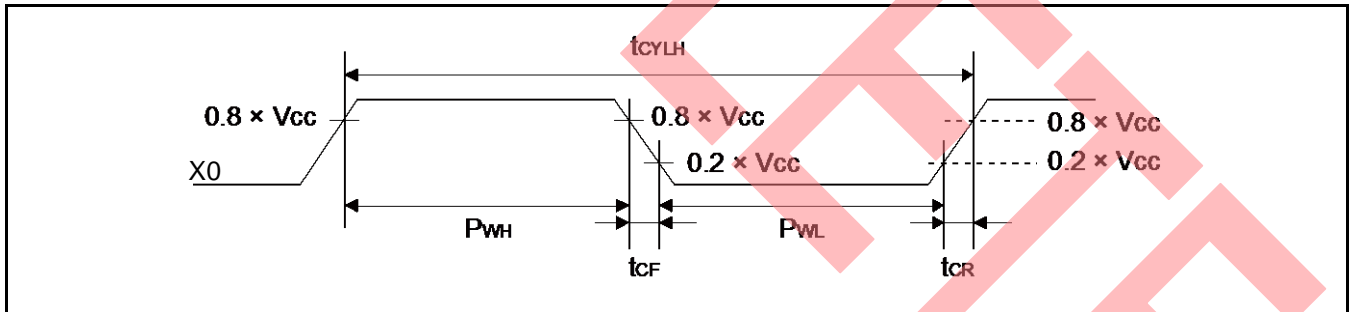 tCYLH
0.8 × Vcc
0.8 × Vcc
0.8 × Vcc
X0
0.2 × Vcc
0.2 × Vcc
PWH
PWL
tCF
tCR